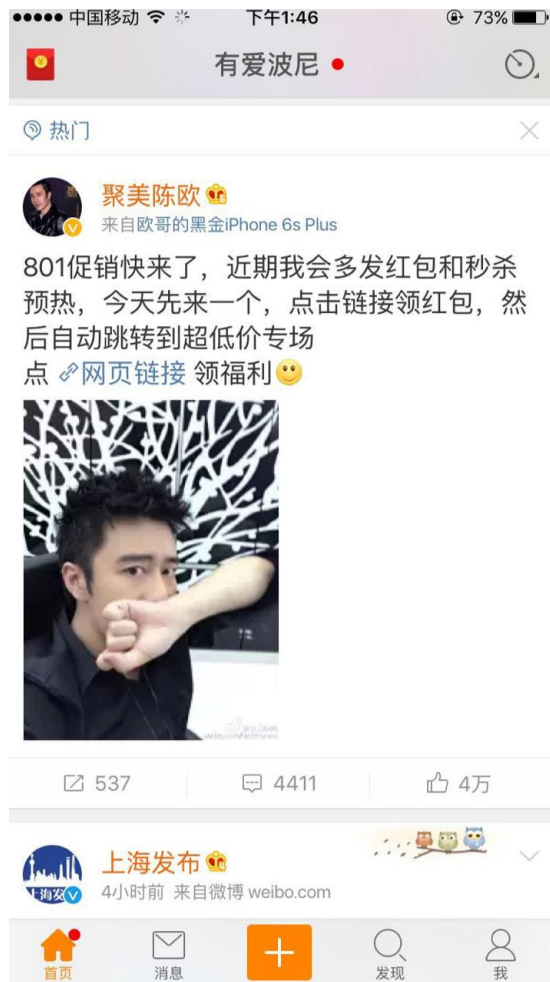 中国移动 下午1:46 73%
有爱波尼
热门
聚美陈欧
来自欧哥的黑金iPhone 6s Plus
801促销快来了，近期我会多发红包和秒杀
预热，今天先来一个，点击链接领红包，然
后自动跳转到超低价专场
点 网页链接 领福利
537 4411 4万
上海发布
4小时前 来自微博 weibo.com
首页 消息 发现 我